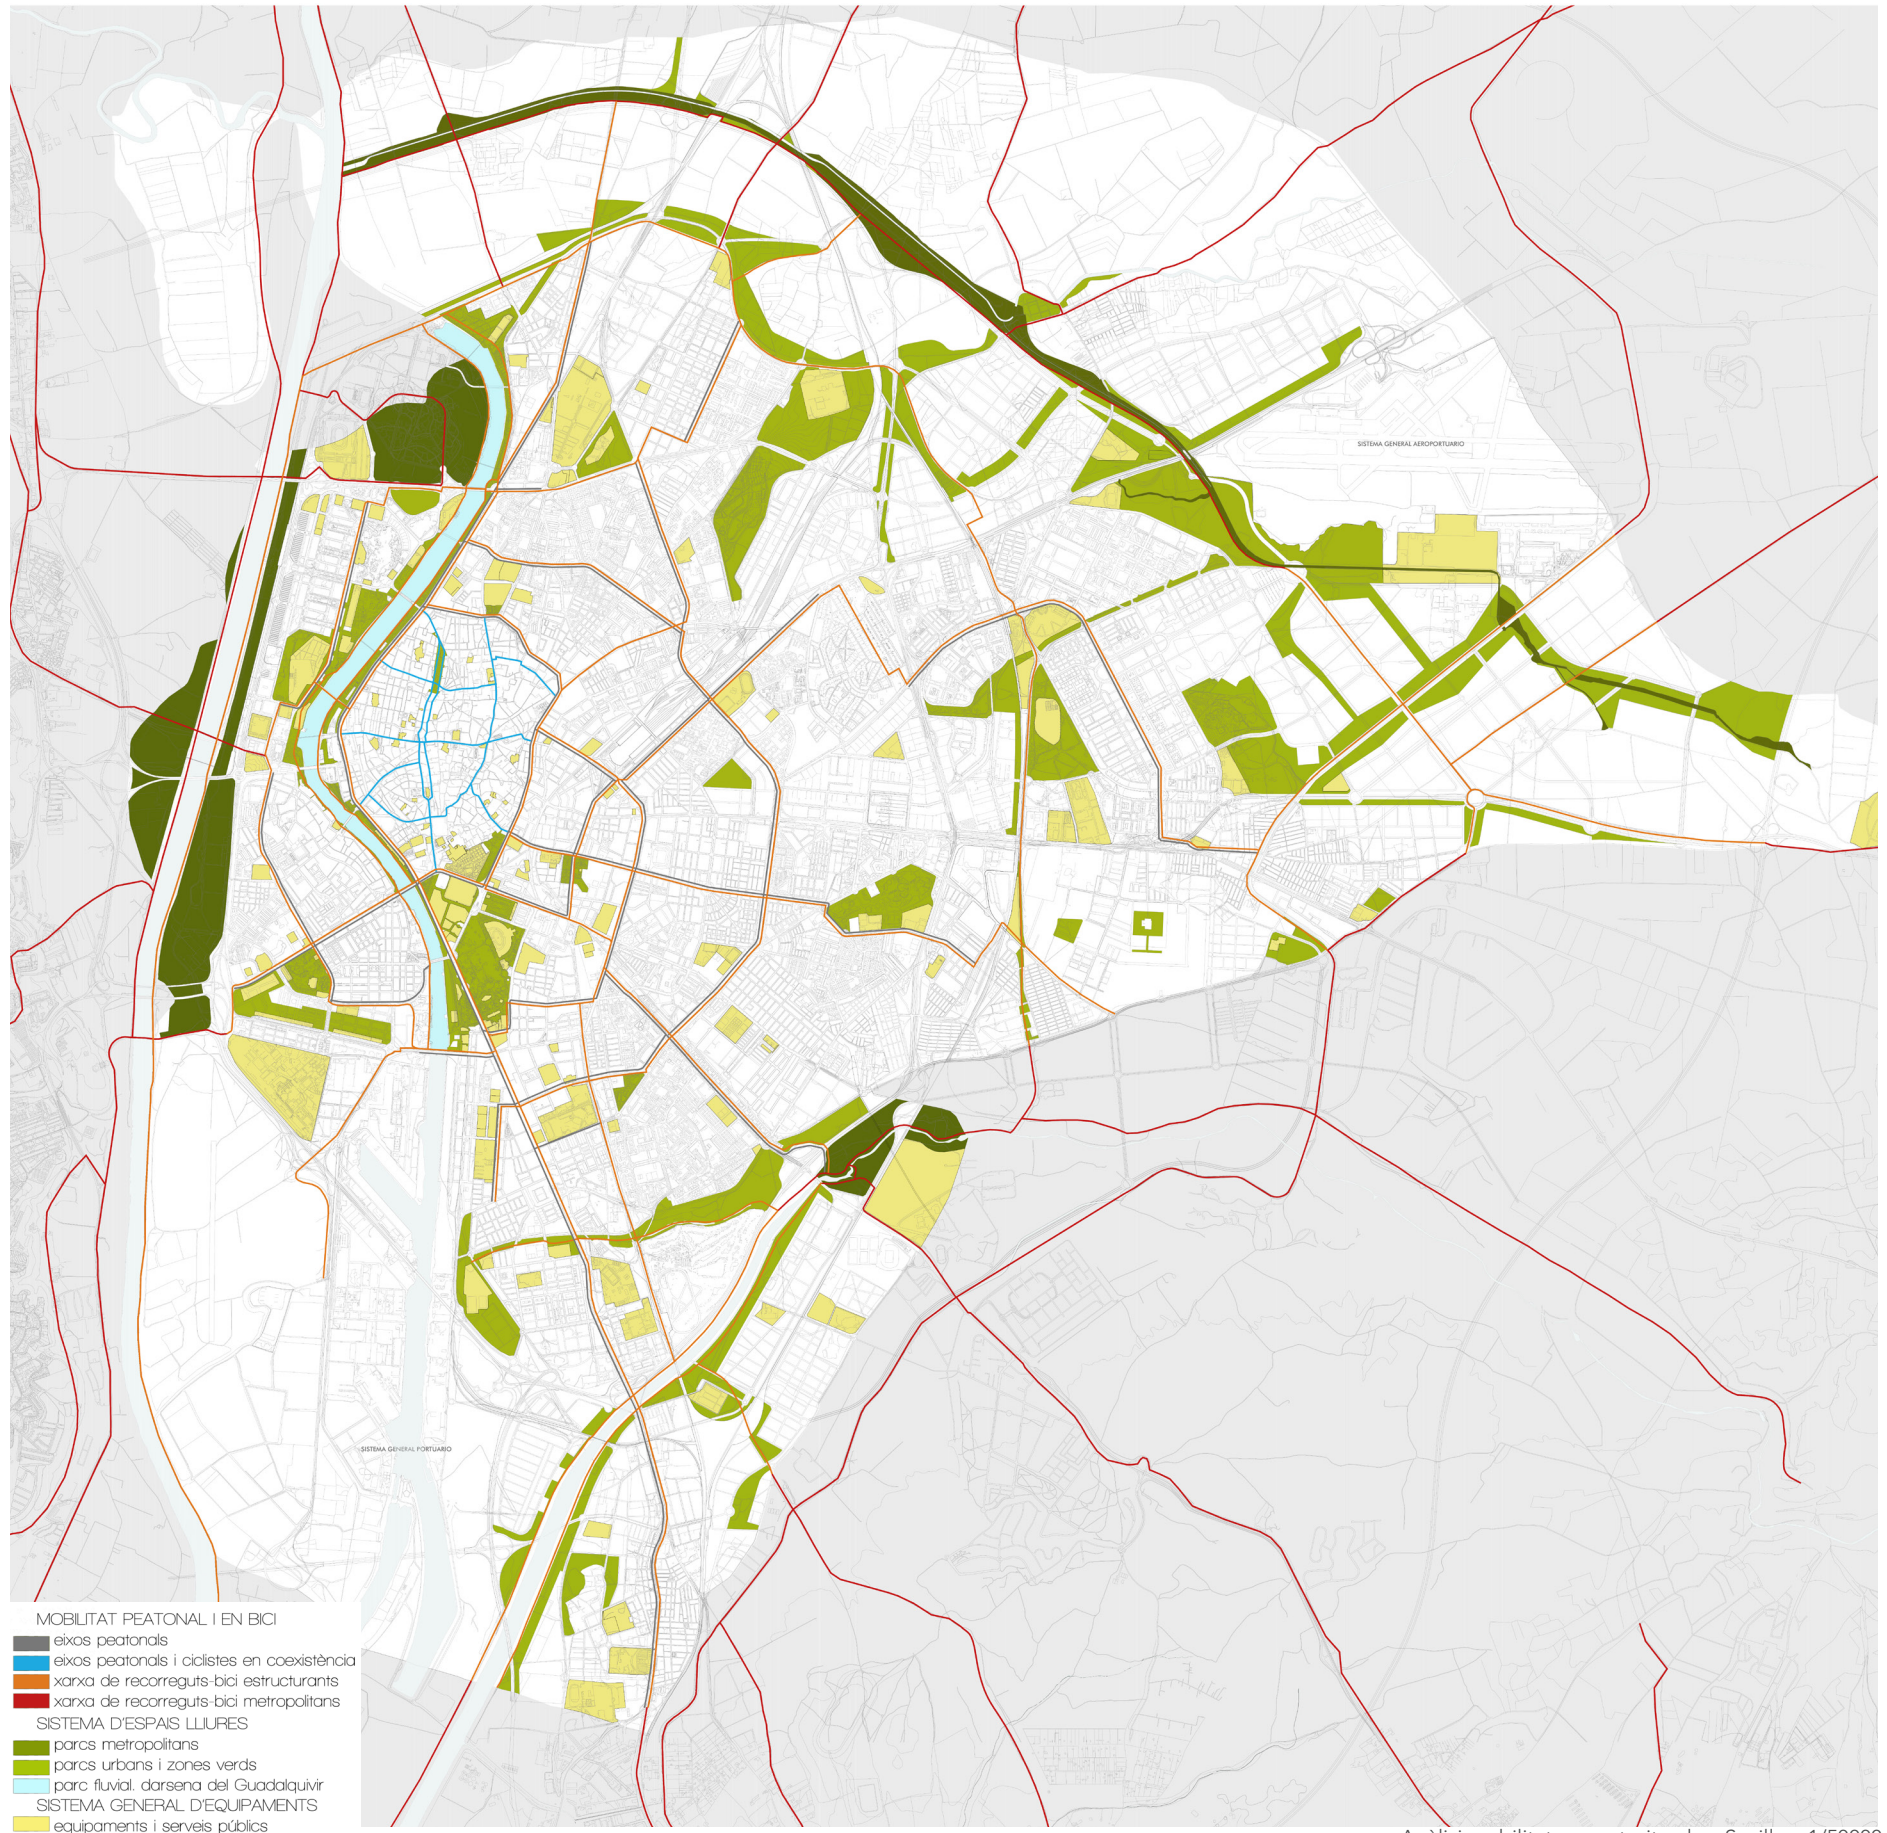 SISTEMA GENERAL AEROPORTUARIO
SISTEMA GENERAL PORTUARIO
MOBILITAT PEATONAL I EN BICI
eixos peatonals
eixos peatonals i ciclistes en coexistència
xarxa de recorreguts-bici estructurants
xarxa de recorreguts-bici metropolitans
SISTEMA D'ESPAIS LLIURES
parcs metropolitans
parcs urbans i zones verds
parc fluvial. darsena del Guadalquivir
SISTEMA GENERAL D'EQUIPAMENTS
equipaments i serveis públics